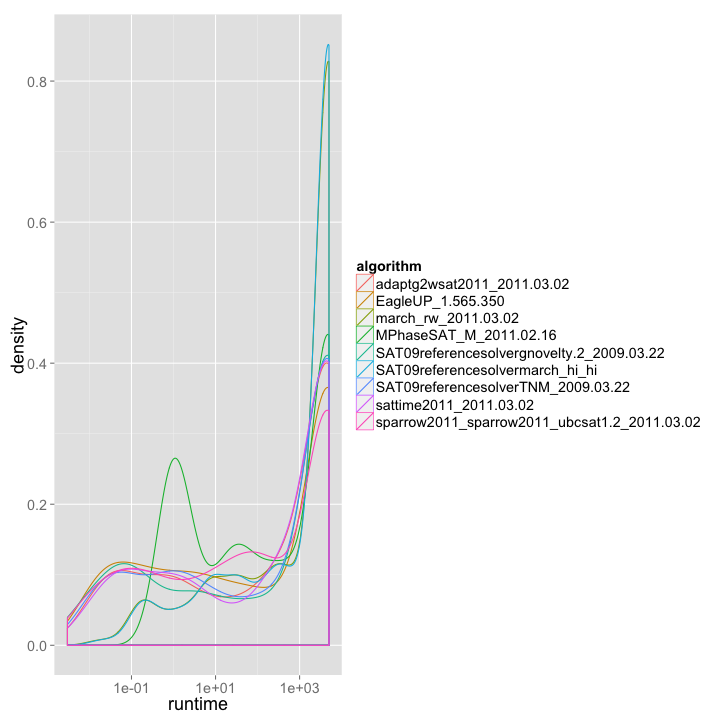 0.8
0.6
0.4
0.2
0.0
density
1e-01 1e+01 1e+03
runtime
algorithm
adaptg2wsat2011_2011.03.02
EagleUP_1.565.350
march_rw_2011.03.02
MPhaseSAT_M_2011.02.16
SAT09referencesolvergnovelty.2_2009.03.22
SAT09referencesolvermarch_hi_hi
SAT09referencesolverTNM_2009.03.22
sattime2011_2011.03.02
sparrow2011_sparrow2011_ubcsat1.2_2011.03.02